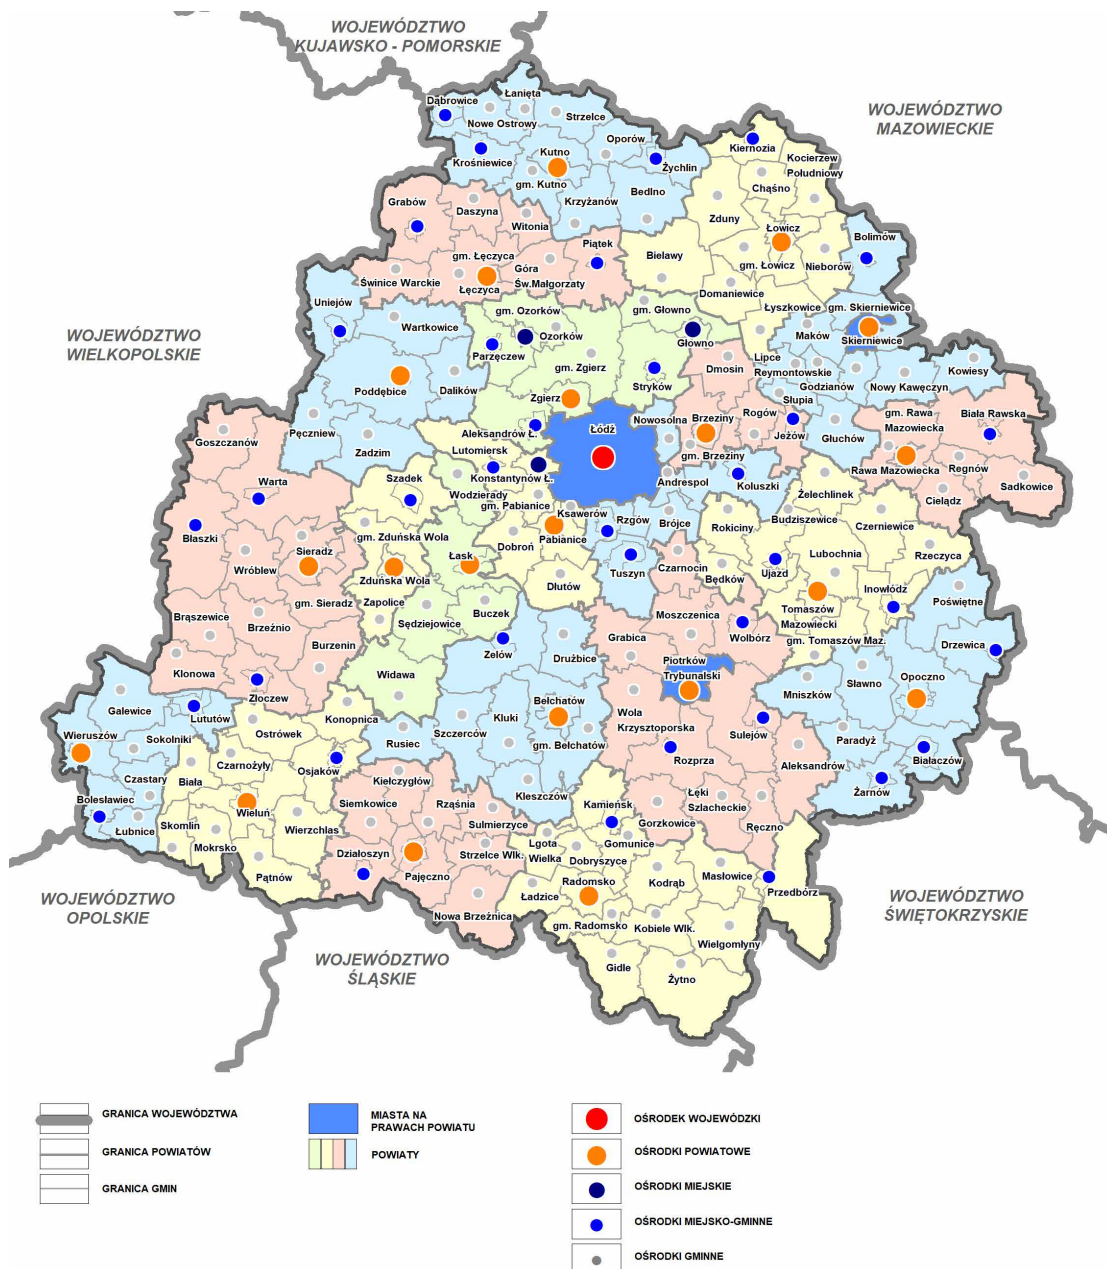 WOJEWÓDZTWO
KUJAWSKO - POMORSKIE
WOJEWÓDZTWO
MAZOWIECKIE
Dąbrowice
Łanięta
Nowe Ostrowy
Strzelce
Krośniewice
Kutno
Oporów
Żychlin
gm. Kutno
Krzyżanów
Bedlno
Kiernozia
Kocierzew
Południowy
Chąśno
Zduny
Łowicz
Bielawy
gm. Łowicz
Nieborów
Bolimów
Domaniewice
Łyszkowice
Grabów
Daszyna
Witonia
Piątek
gm. Łęczyca
Góra
Św.Małgorzaty
Świnice Warckie
Łęczyca
WOJEWÓDZTWO
WIELKOPOLSKIE
Uniejów
Wartkowice
Poddębice
Dalików
Pęczniew
Zadzim
gm. Ozorków
Ozorków
Parzęczew
gm. Zgierz
gm. Głowno
Głowno
Stryków
Zgierz
Aleksandrów Ł.
gm. Skierniewice
Skierniewice
Maków
Lipce
Reymontowskie
Godzianów
Słupia
Nowy Kawęczyn
Kowiesy
Głuchów
Dmosin
Brzeziny
Rogów
Jeżów
gm. Brzeziny
gm. Rawa
Mazowiecka
Biała Rawska
Rawa Mazowiecka
Regnów
Sadkowice
Cielądz
Łódź
Nowosolna
Andrespol
Koluszki
Brójce
Rzgów
Tuszyn
Goszczanów
Warta
Błaszki
Wróblew
Sieradz
gm. Sieradz
Brąszewice
Brzeźnio
Burzenin
Klonowa
Złoczew
Lutomiersk
Konstantynów Ł.
gm. Pabianice
Ksawerów
Pabianice
Dobroń
Dłutów
Szadek
gm. Zduńska Wola
Zduńska Wola
Zapolice
Wodzierady
Łask
Buczek
Sędziejowice
Widawa
Żelechlinek
Budziszewice
Czerniewice
Rokiciny
Lubochnia
Rzeczyca
Będków
Ujazd
Inowłódz
Tomaszów
Mazowiecki
gm. Tomaszów Maz.
Czarnocin
Moszczenica
Grabica
Wolbórz
Piotrków
Trybunalski
Wola
Krzysztoporska
Sulejów
Rozprza
Aleksandrów
Łęki
Szlacheckie
Gorzkowice
Ręczno
Poświętne
Drzewica
Opoczno
Sławno
Mniszków
Paradyż
Białaczów
Żarnów
Zelów
Drużbice
Bełchatów
Kluki
Szczerców
gm. Bełchatów
Rusiec
Kleszczów
Galewice
Lututów
Wieruszów
Sokolniki
Czastary
Bolesławiec
Łubnice
Konopnica
Ostrówek
Czarnożyły
Osjaków
Biała
Wieluń
Skomlin
Wierzchlas
Mokrsko
Pątnów
Kiełczygłów
Siemkowice
Rząśnia
Sulmierzyce
Działoszyn
Strzelce Wlk.
Pajęczno
Nowa Brzeźnica
Kamieńsk
Gomunice
Lgota
Wielka
Dobryszyce
Radomsko
Ładzice
gm. Radomsko
Kodrąb
Masłowice
Przedbórz
Kobiele Wlk.
Wielgomłyny
Gidle
Żytno
WOJEWÓDZTWO
OPOLSKIE
WOJEWÓDZTWO
ŚLĄSKIE
WOJEWÓDZTWO
ŚWIĘTOKRZYSKIE
GRANICA WOJEWÓDZTWA
GRANICA POWIATÓW
GRANICA GMIN
MIASTA NA
PRAWACH POWIATU
POWIATY
OŚRODEK WOJEWÓDZKI
OŚRODKI POWIATOWE
OŚRODKI MIEJSKIE
OŚRODKI MIEJSKO-GMINNE
OŚRODKI GMINNE